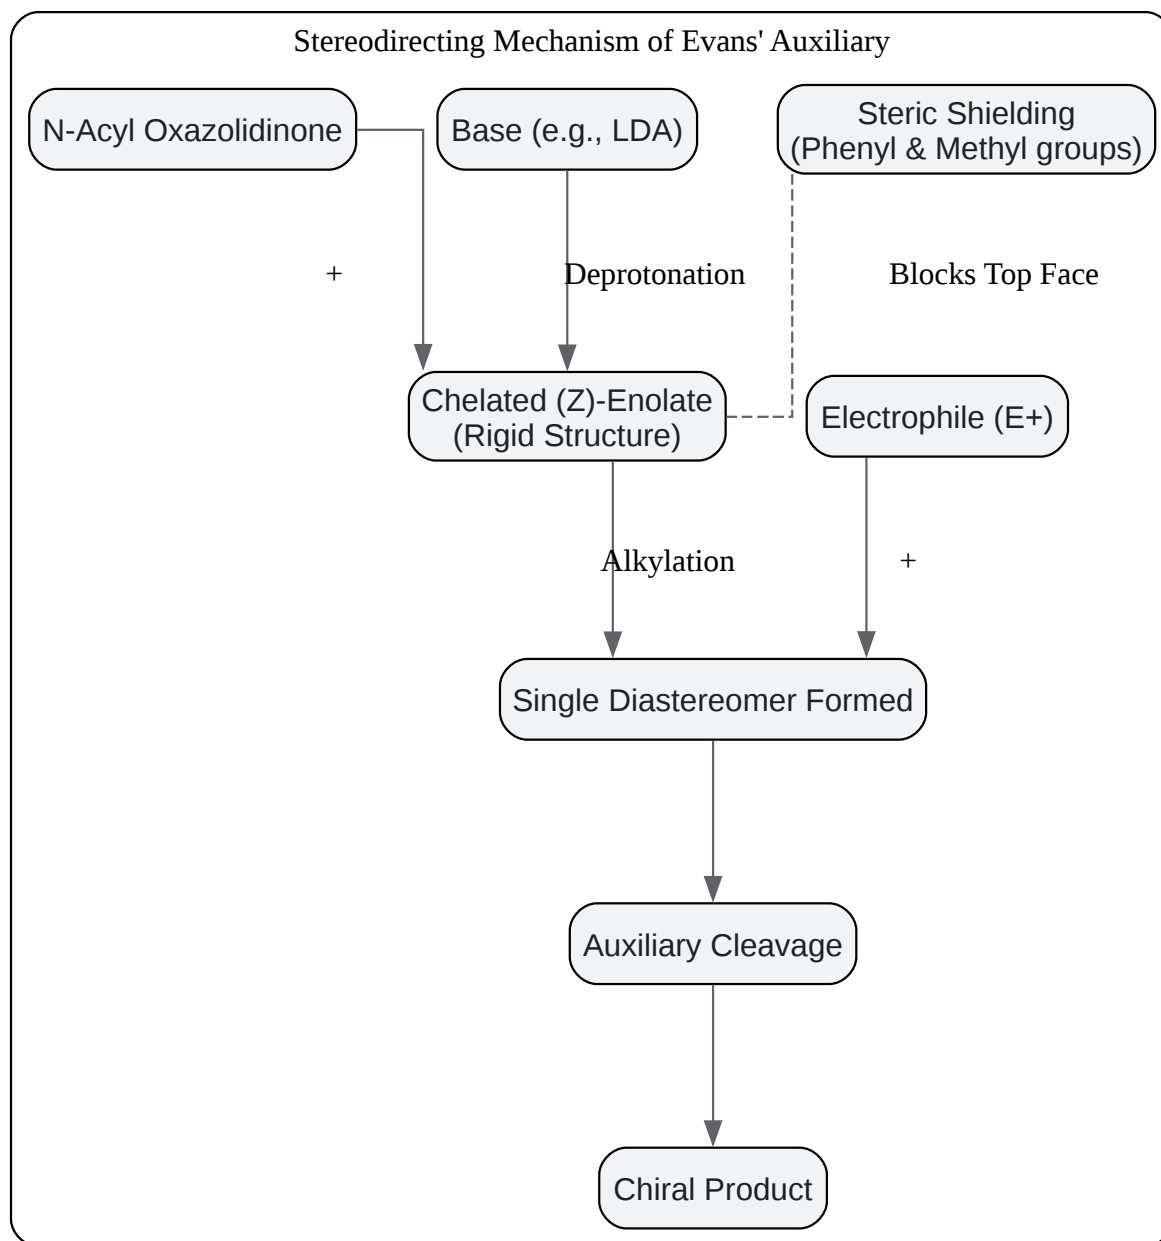 Stereodirecting Mechanism of Evans' Auxiliary
N-Acyl Oxazolidinone
Base (e.g., LDA)
Steric Shielding
(Phenyl & Methyl groups)
+
Deprotonation
Blocks Top Face
Chelated (Z)-Enolate
(Rigid Structure)
Electrophile (E+)
Alkylation
+
Single Diastereomer Formed
Auxiliary Cleavage
Chiral Product